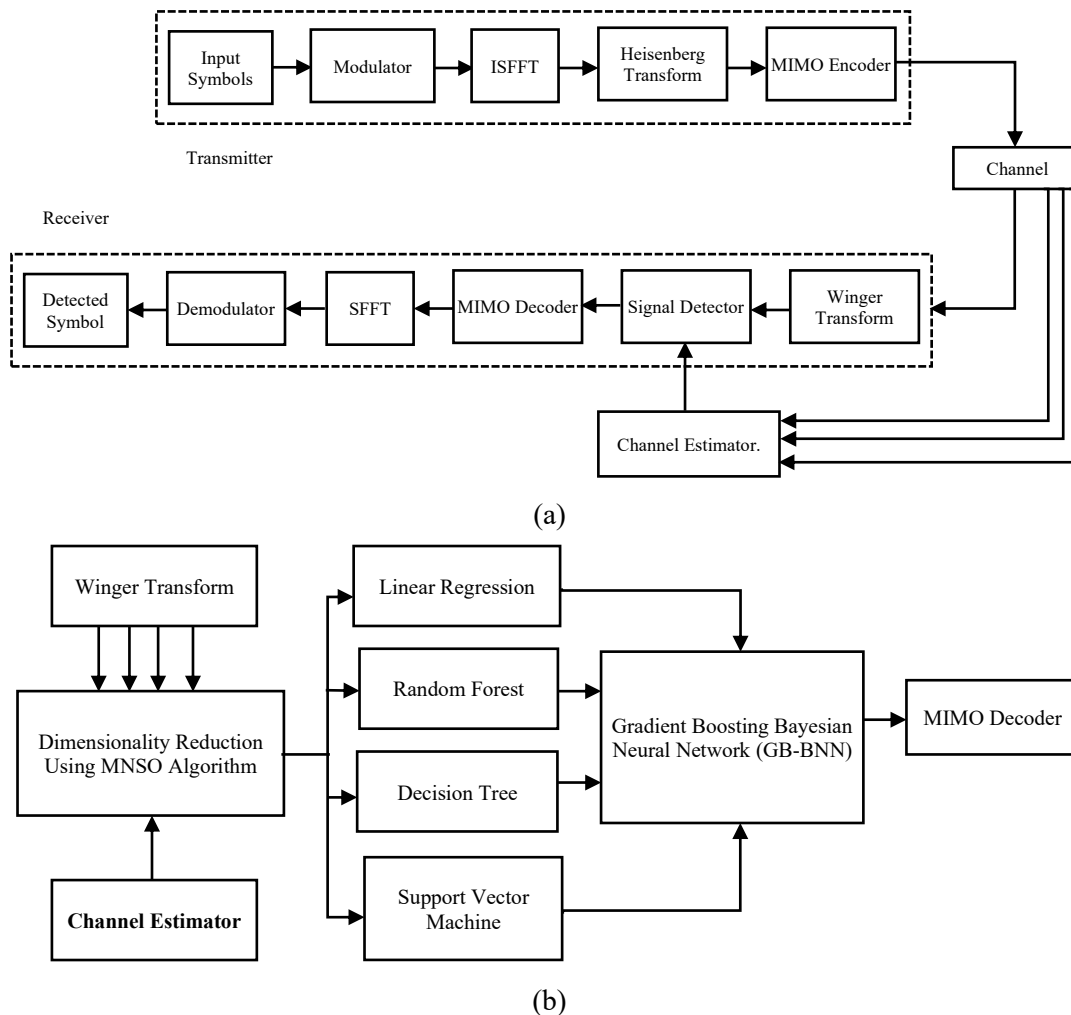 Input
Symbols
Modulator
ISFFT
Heisenberg
Transform
MIMO Encoder
Transmitter
Channel
Receiver
Detected
Symbol
Demodulator
SFFT
MIMO Decoder
Signal Detector
Winger
Transform
Channel Estimator.
(a)
Winger Transform
Dimensionality Reduction
Using MNSO Algorithm
Channel Estimator
Linear Regression
Random Forest
Decision Tree
Support Vector
Machine
Gradient Boosting Bayesian
Neural Network (GB-BNN)
MIMO Decoder
(b)